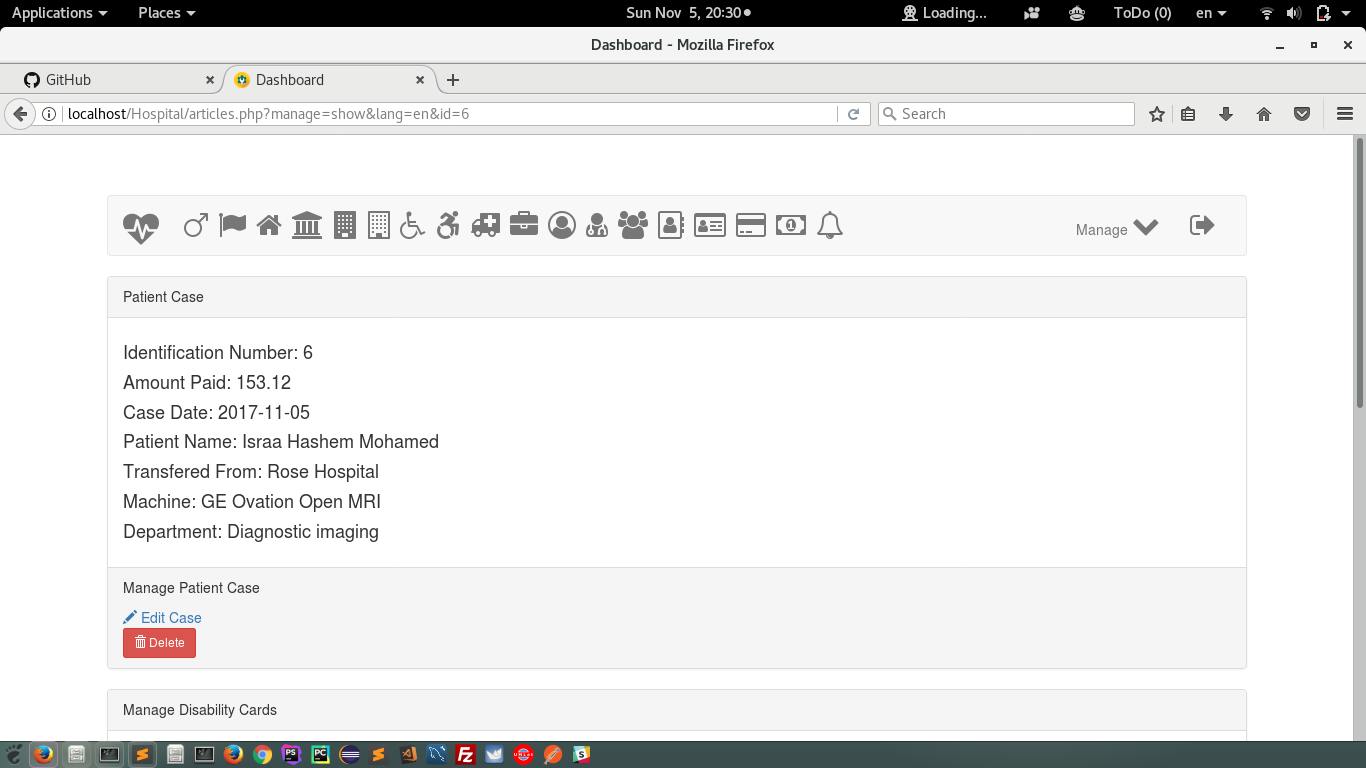 Applications Places Sun Nov 5, 20:30 Loading... ToDo (0) en
Dashboard - Mozilla Firefox
GitHub Dashboard
localhost/Hospital/articles.php?manage=show&lang=en&id=6 Search
Manage
Patient Case
Identification Number: 6
Amount Paid: 153.12
Case Date: 2017-11-05
Patient Name: Israa Hashem Mohamed
Transfered From: Rose Hospital
Machine: GE Ovation Open MRI
Department: Diagnostic imaging
Manage Patient Case
Edit Case
Delete
Manage Disability Cards
PS PC FZ